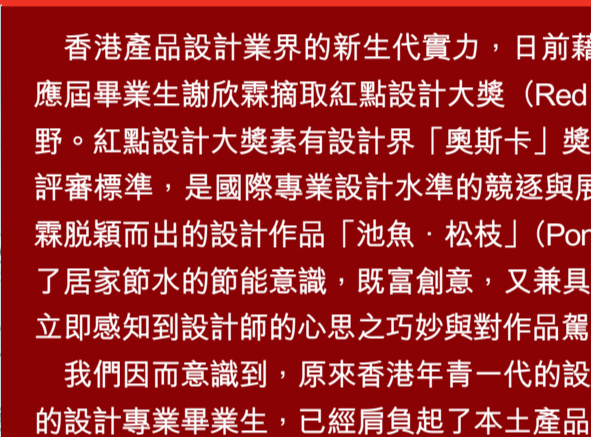 香港產品設計業界的新生代實力，日前藉
應屆畢業生謝欣霖摘取紅點設計大獎（Red
野。紅點設計大獎素有設計界「奧斯卡」獎
評審標準，是國際專業設計水準的競逐與展
霖脱穎而出的設計作品「池魚．松枝」（Pon
了居家節水的節能意識，既富創意，又兼具
立即感知到設計師的心思之巧妙與對作品駕
我們因而意識到，原來香港年青一代的設
的設計專業畢業生，已經肩負起了本土產品